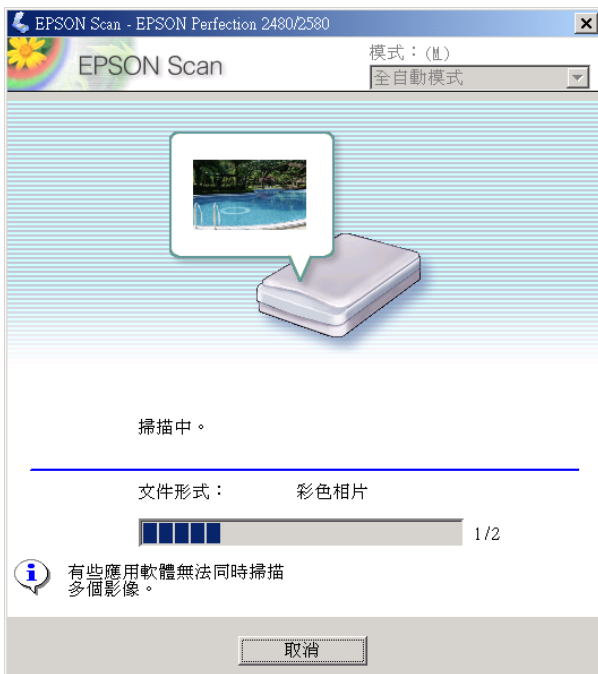 EPSON Scan - EPSON Perfection 2480/2580
EPSON Scan
模式：(M)
全自動模式
掃描中。
文件形式： 彩色相片
1/2
有些應用軟體無法同時掃描
多個影像。
取消